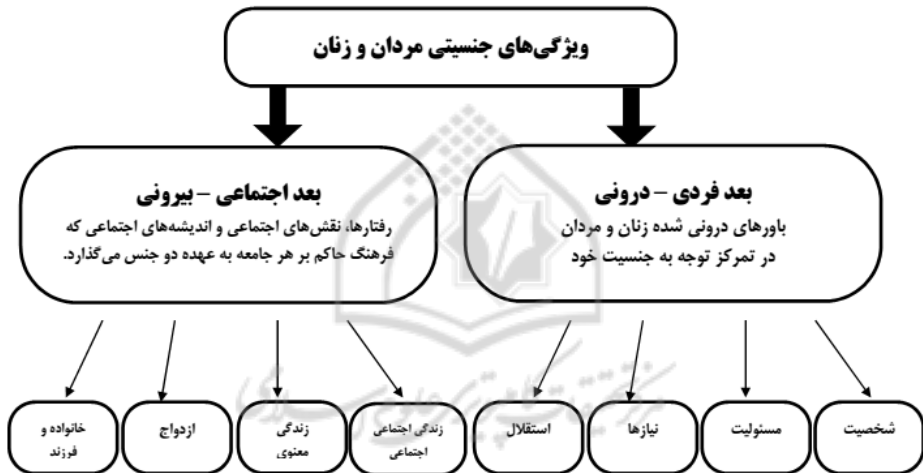 ویژگی‌های جنسیتی مردان و زنان
بعد فردی – درونی
باورهای درونی شده زنان و مردان
در تمرکز توجه به جنسیت خود
بعد اجتماعی – بیرونی
رفتارها، نقش‌های اجتماعی و اندیشه‌های اجتماعی که
فرهنگ حاکم بر هر جامعه به عهده دو جنس می‌گذارد.
شخصیت
مسئولیت
نیازها
استقلال
زندگی اجتماعی
اجتماعی
زندگی
معنوی
ازدواج
خانواده و
فرزند